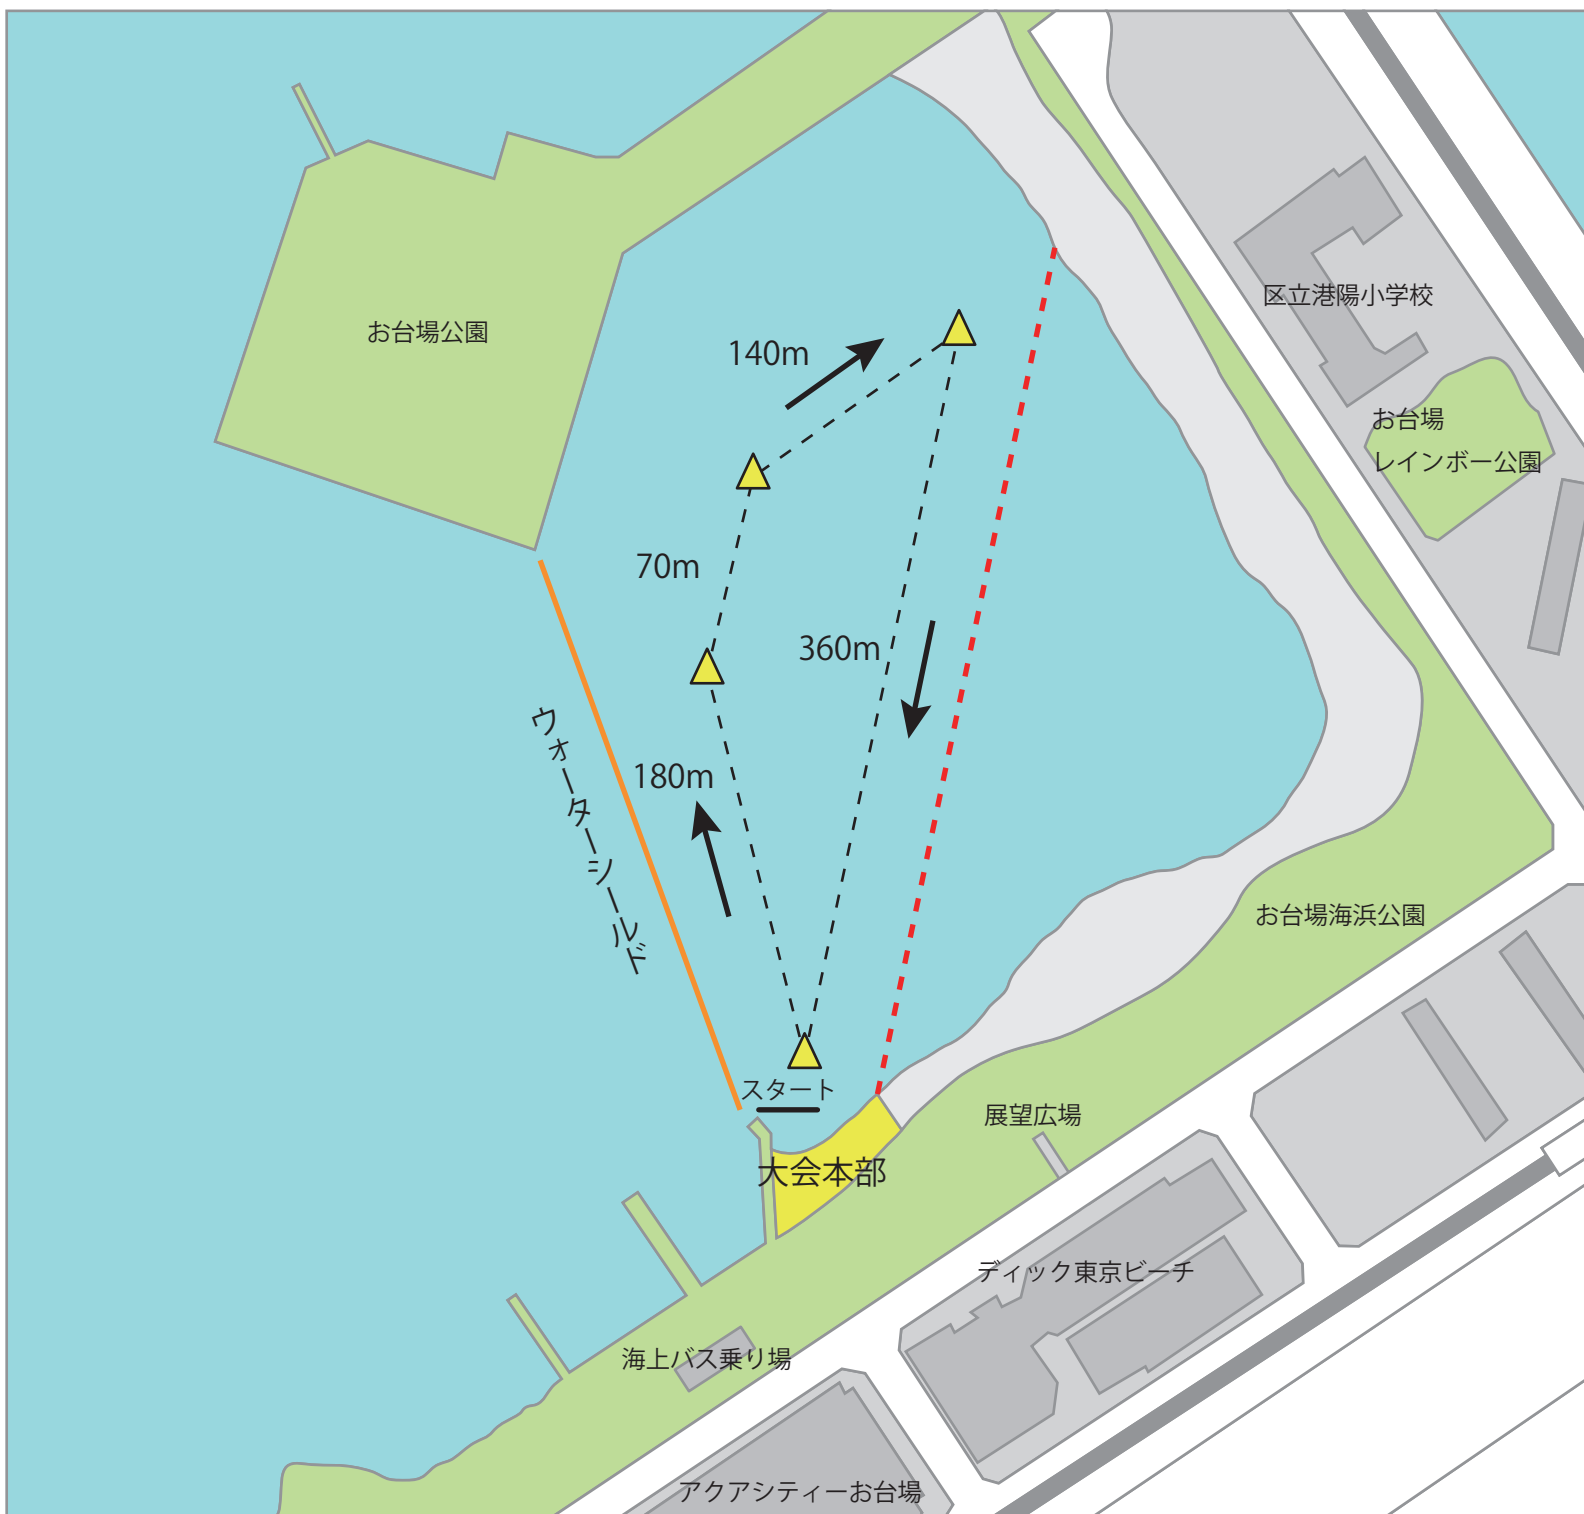 区立港陽小学校
お台場公園
140m
お台場
レインボー公園
70m
360m
ウォーターシールド
180m
お台場海浜公園
スタート
展望広場
大会本部
ディック東京ビーチ
海上バス乗り場
アクアシティーお台場